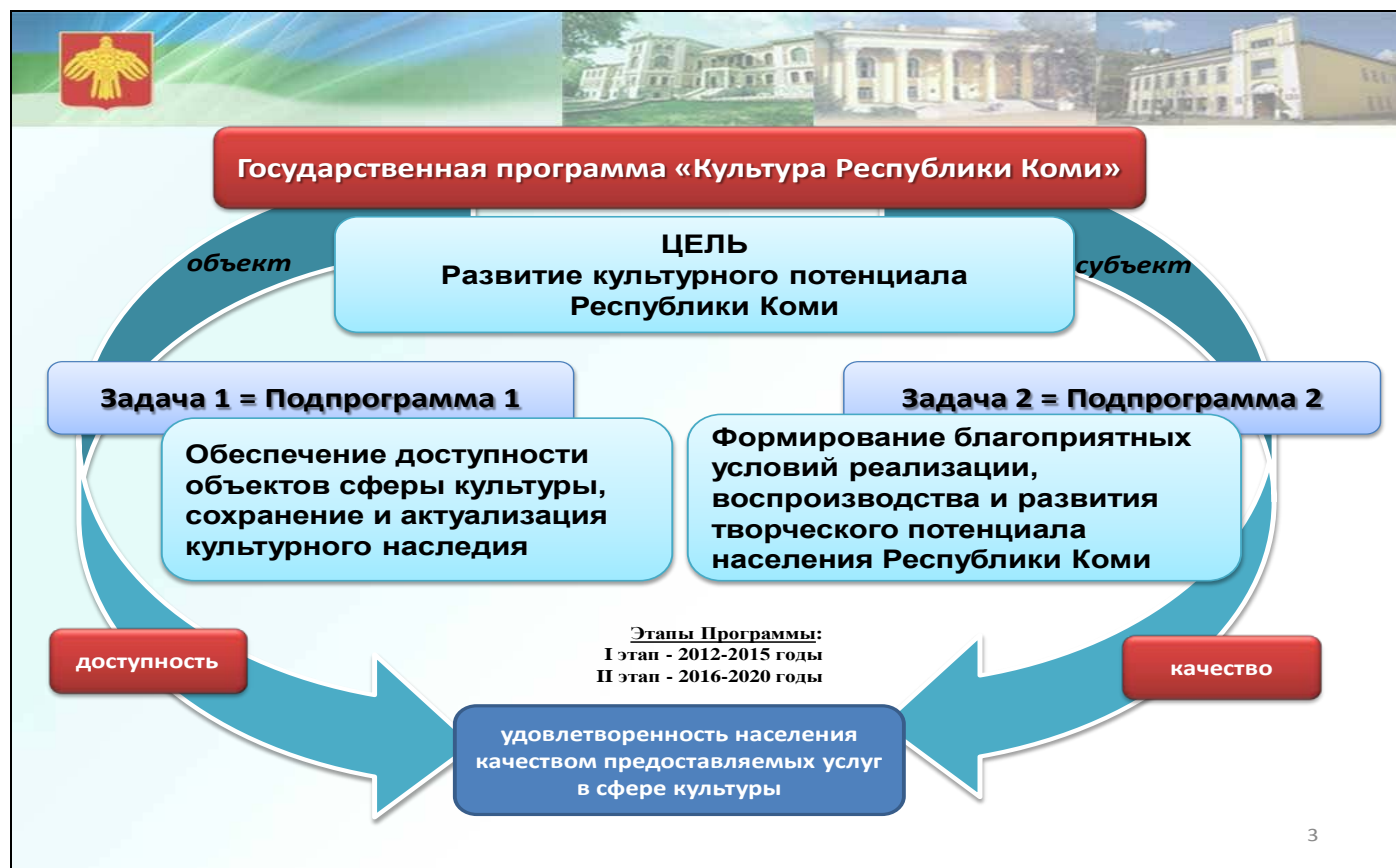 Государственная программа «Культура Республики Коми»
ЦЕЛЬ
Развитие культурного потенциала
Республики Коми
объект
субъект
Задача 1 = Подпрограмма 1
Обеспечение доступности
объектов сферы культуры,
сохранение и актуализация
культурного наследия
Задача 2 = Подпрограмма 2
Формирование благоприятных
условий реализации,
воспроизводства и развития
творческого потенциала
населения Республики Коми
Этапы Программы:
I этап - 2012-2015 годы
II этап - 2016-2020 годы
доступность
качество
удовлетворенность населения
качеством предоставляемых услуг
в сфере культуры
3